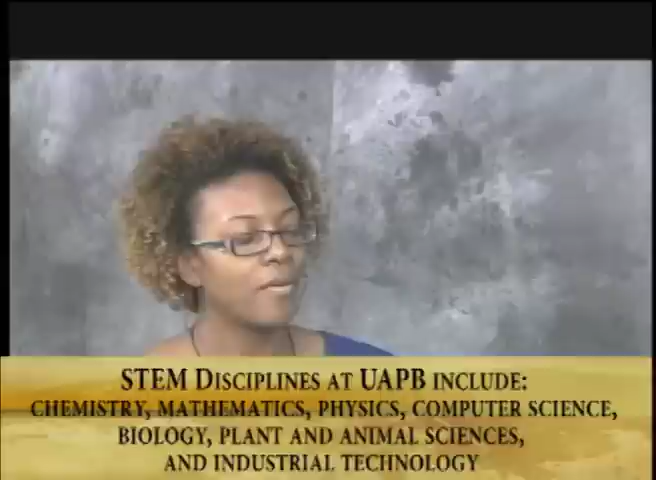 STEM DISCIPLINES AT UAPB INCLUDE:
CHEMISTRY, MATHEMATICS, PHYSICS, COMPUTER SCIENCE,
BIOLOGY, PLANT AND ANIMAL SCIENCES,
AND INDUSTRIAL TECHNOLOGY